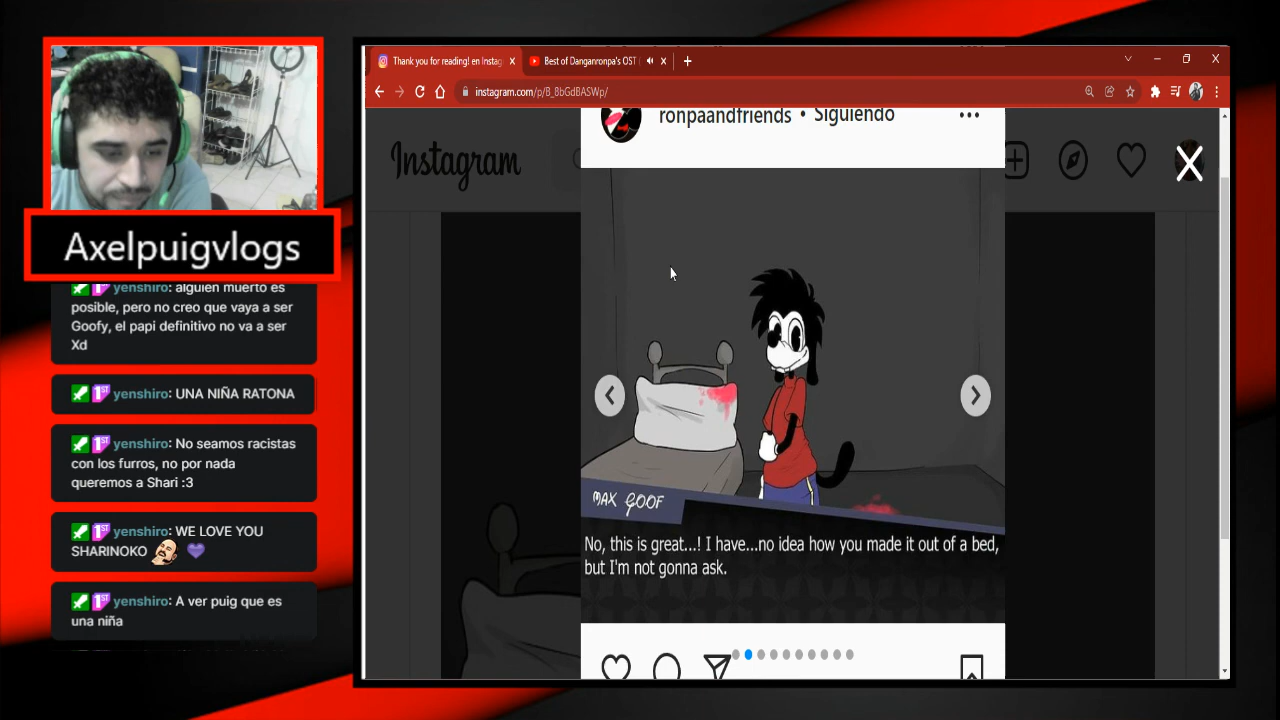 Axelpuigvlogs
yenshiro: alguien muerto es
posible, pero no creo que vaya a ser
Goofy, el papi definitivo no va a ser
Xd
1ST yenshiro: UNA NIÑA RATONA
1ST yenshiro: No seamos racistas
con los furros, no por nada
queremos a Shari :3
1ST yenshiro: WE LOVE YOU
SHARINOKO
1ST yenshiro: A ver puig que es
una niña
Thank you for reading! en Instag
Best of Danganronpa's OST
instagram.com/p/B_8bGdBASWp/
ronpaandfriends • Siguiendo
Instagram
MAX GOOF
No, this is great...! I have...no idea how you made it out of a bed,
but I'm not gonna ask.